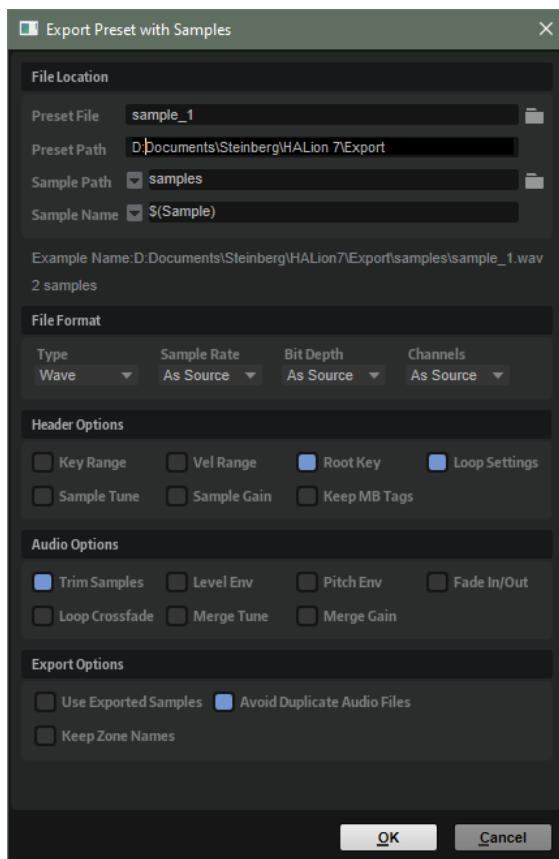 Export Preset with Samples
File Location
Preset File sample_1
Preset Path D:Documents\Steinberg\HALion 7\Export
Sample Path samples
Sample Name $(Sample)
Example Name:D:Documents\Steinberg\HALion7\Export\samples\sample_1.wav
2 samples
File Format
Type Sample Rate Bit Depth Channels
Wave As Source As Source As Source
Header Options
Key Range Vel Range Root Key Loop Settings
Sample Tune Sample Gain Keep MB Tags
Audio Options
Trim Samples Level Env Pitch Env Fade In/Out
Loop Crossfade Merge Tune Merge Gain
Export Options
Use Exported Samples Avoid Duplicate Audio Files
Keep Zone Names
OK Cancel